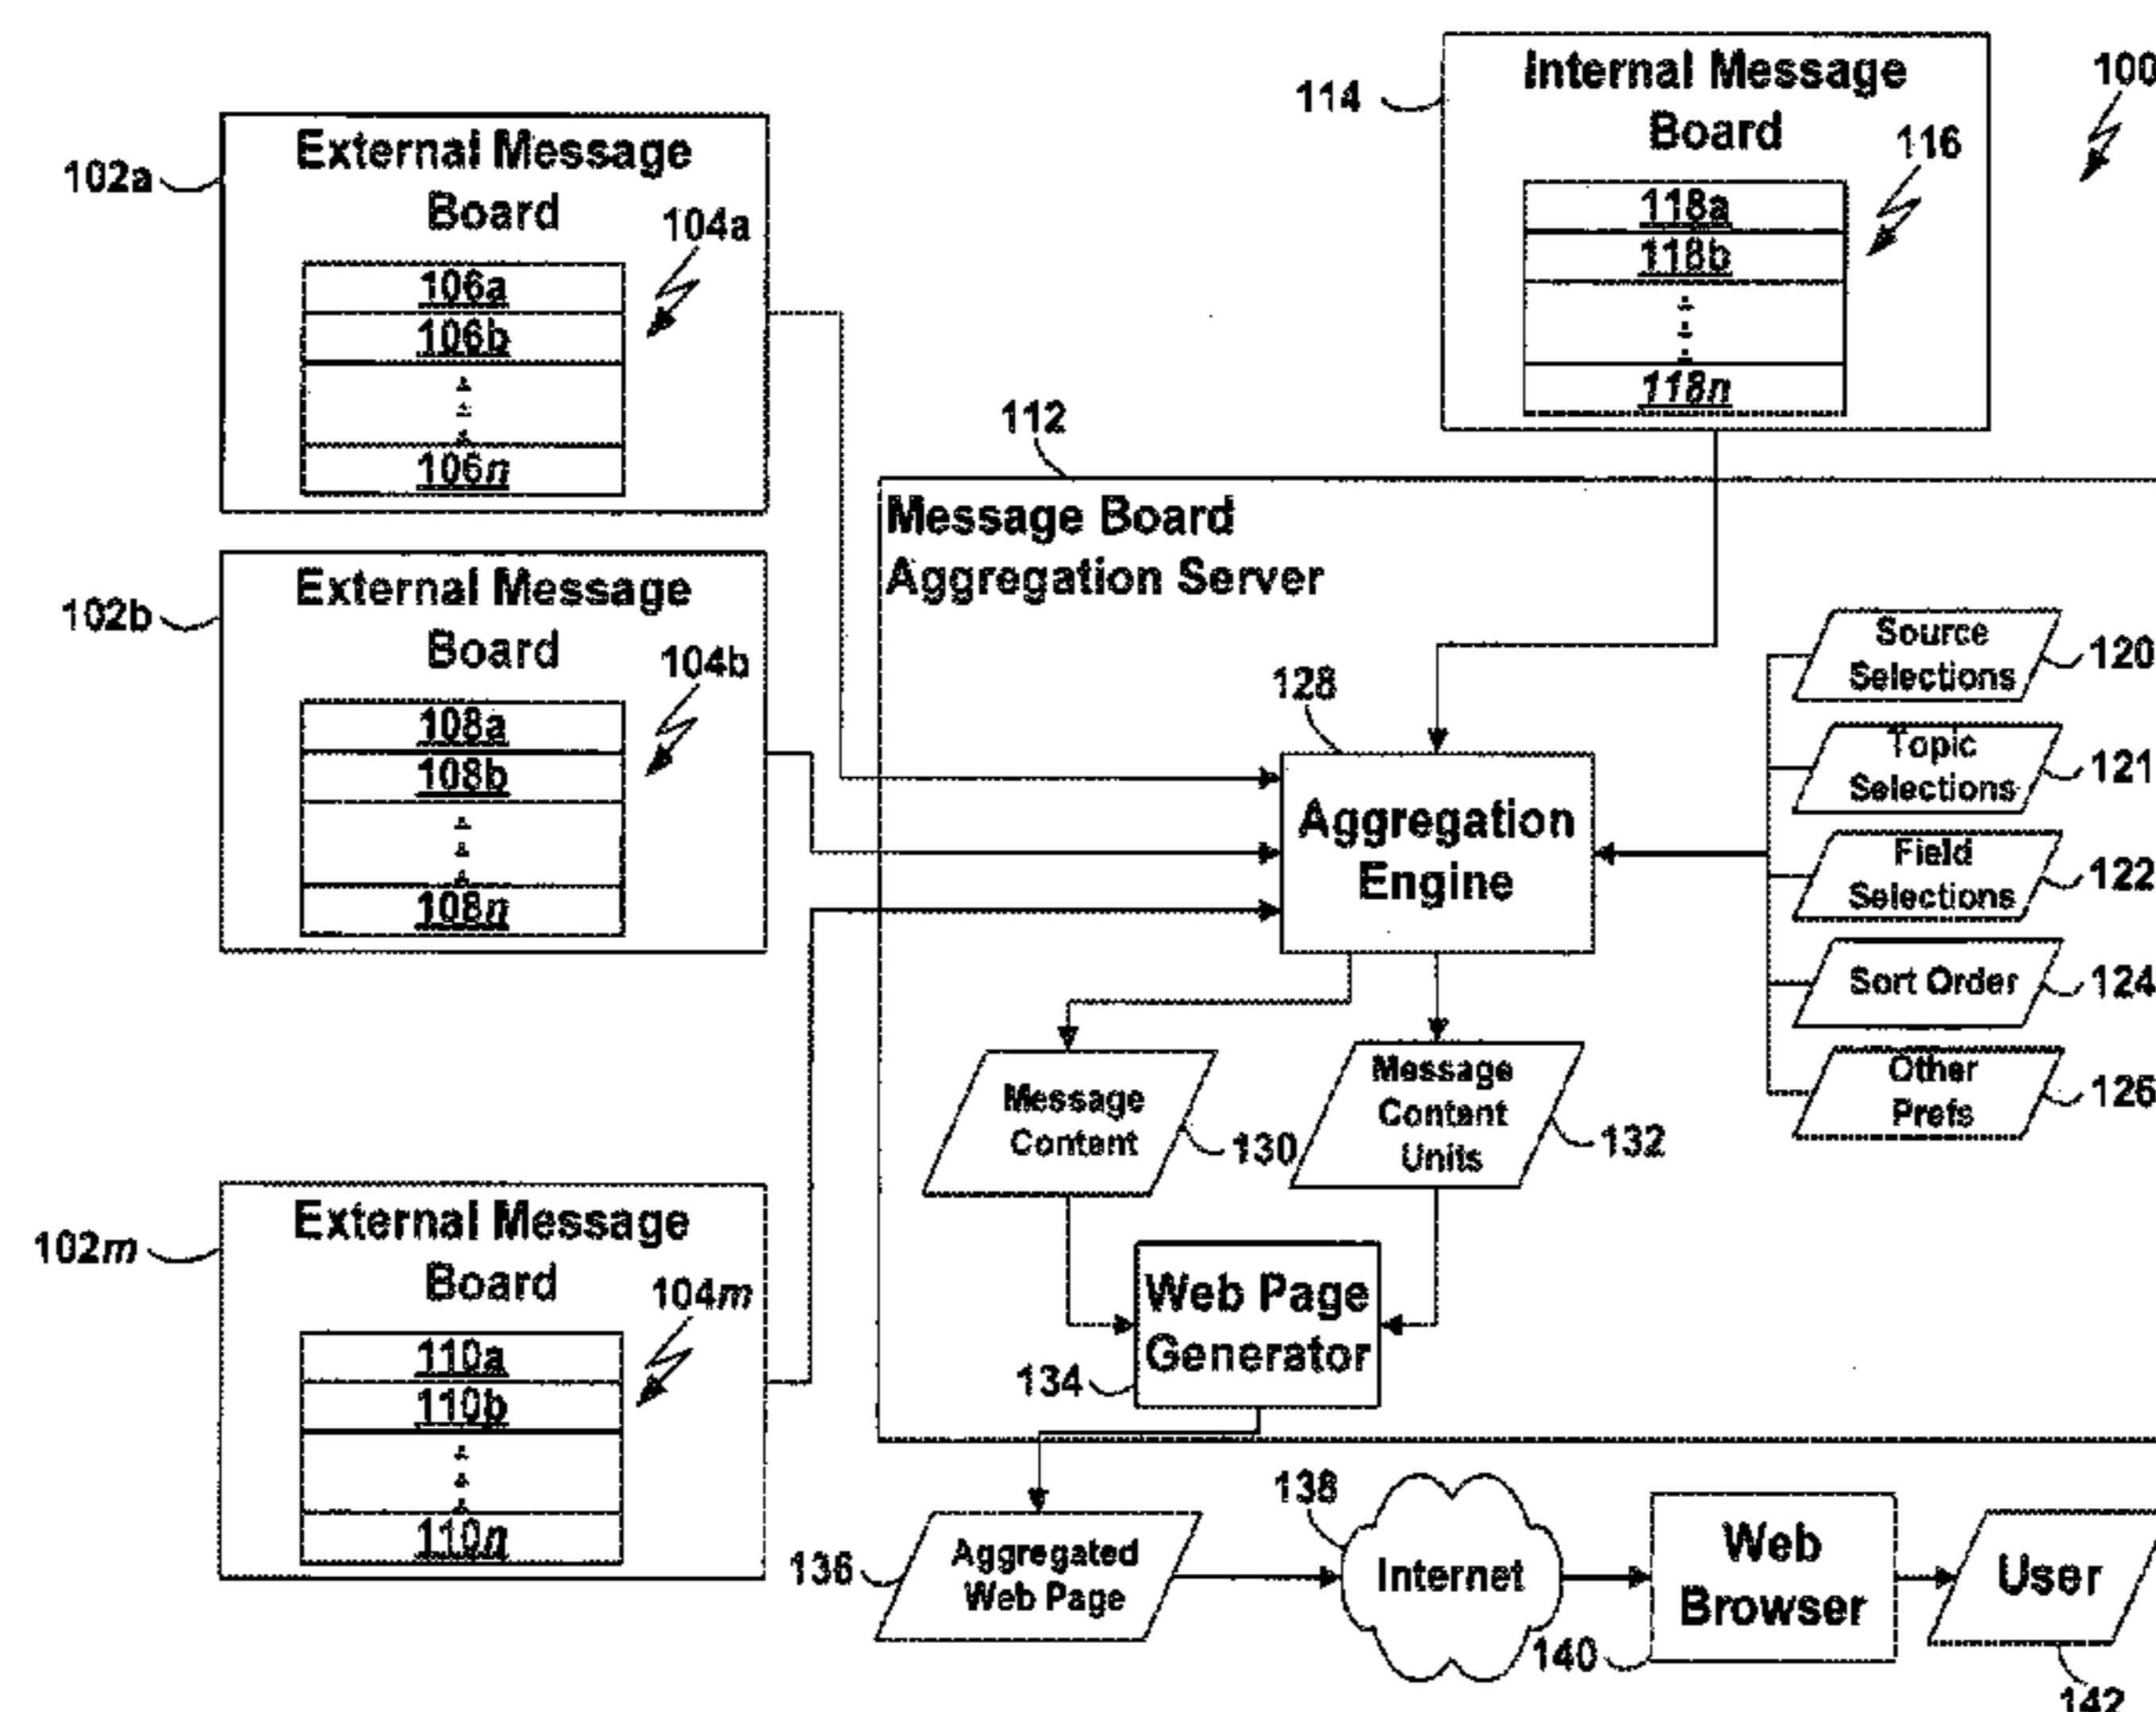 Internal Message
Board
114
100
116
118a
118b
118n
External Message
Board
102a
104a
106a
106b
106n
112
Message Board
Aggregation Server
External Message
Board
102b
104b
108a
108b
108n
128
Aggregation
Engine
Source
Selections
120
Topic
Selections
121
Field
Selections
122
Sort Order
124
Other
Prefs
126
Message
Content
130
Message
Content
Units
132
External Message
Board
102m
104m
110a
110b
110n
Web Page
Generator
134
Aggregated
Web Page
136
138
Internet
Web
Browser
140
User
142